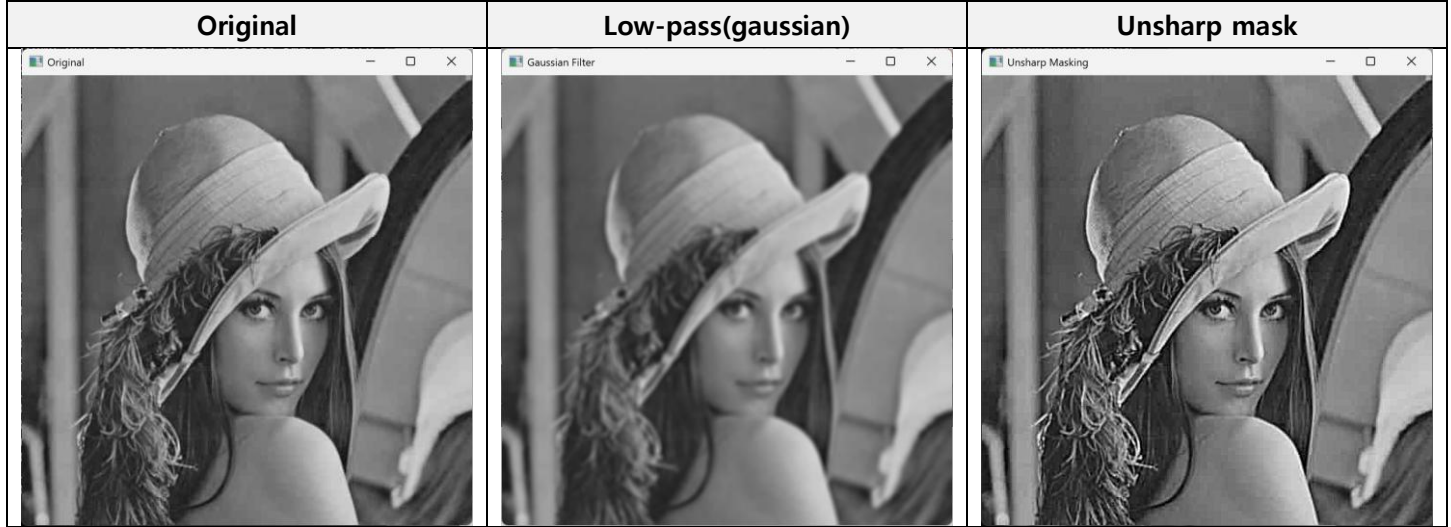 Original
Low-pass(gaussian)
Unsharp mask
Original
Gaussian Filter
Unsharp Masking